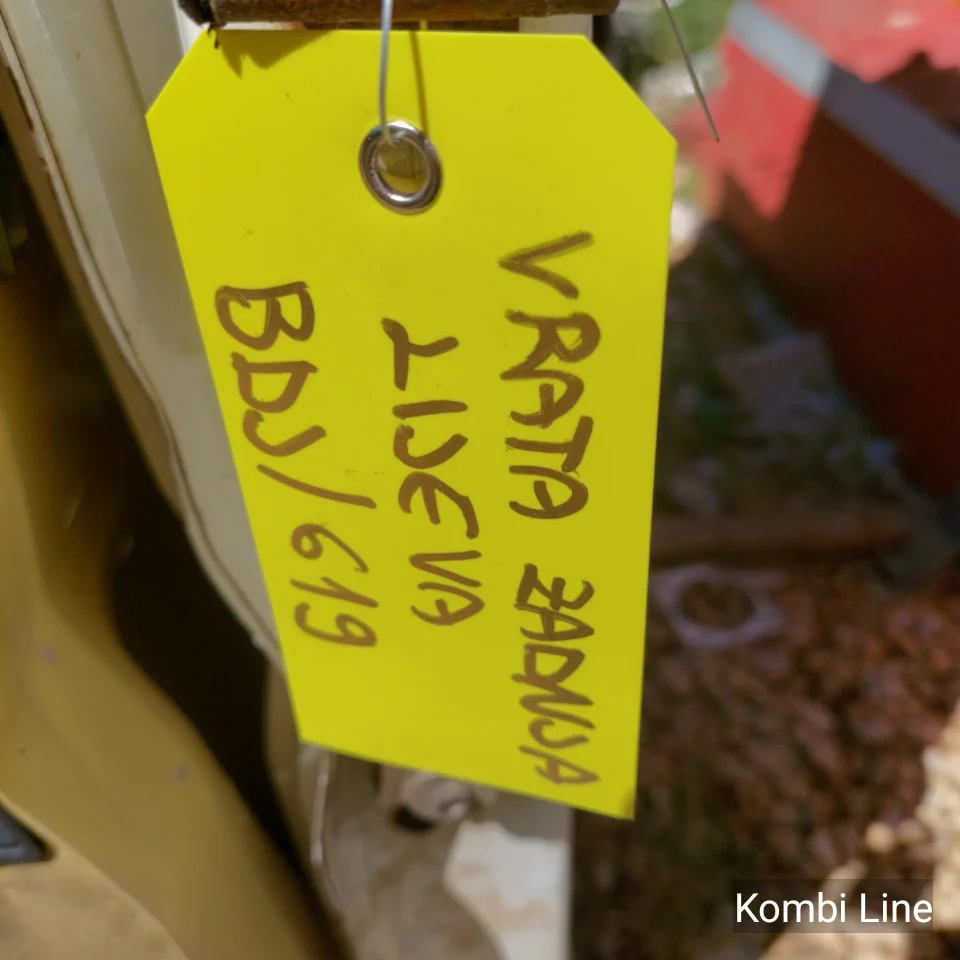 VRATA ZADNJA
LIJEVA
BDJ/619
Kombi Line